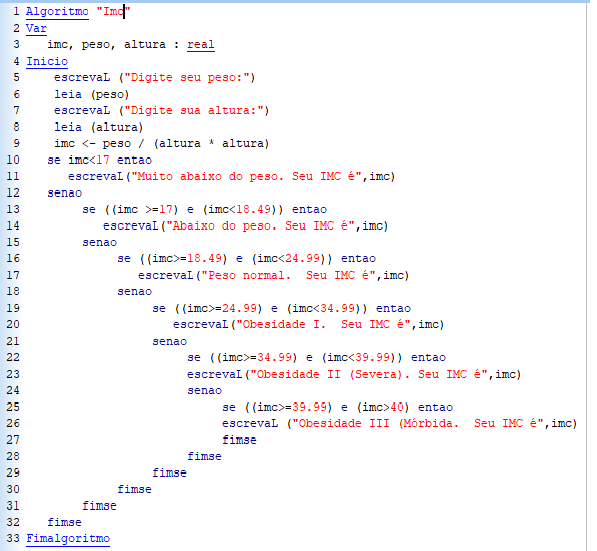 1 Algoritmo "Imc"
2 Var
3 imc, peso, altura : real
4 Inicio
5 escrevaL ("Digite seu peso:")
6 leia (peso)
7 escrevaL ("Digite sua altura:")
8 leia (altura)
9 imc <- peso / (altura * altura)
10 se imc<17 entao
11 escrevaL("Muito abaixo do peso. Seu IMC é",imc)
12 senao
13 se ((imc >=17) e (imc<18.49)) entao
14 escrevaL("Abaixo do peso. Seu IMC é",imc)
15 senao
16 se ((imc>=18.49) e (imc<24.99)) entao
17 escrevaL("Peso normal.  Seu IMC é",imc)
18 senao
19 se ((imc>=24.99) e (imc<34.99)) entao
20 escrevaL("Obesidade I.  Seu IMC é",imc)
21 senao
22 se ((imc>=34.99) e (imc<39.99)) entao
23 escrevaL("Obesidade II (Severa). Seu IMC é",imc)
24 senao
25 se ((imc>=39.99) e (imc>40) entao
26 escrevaL ("Obesidade III (Mórbida.  Seu IMC é",imc)
27 fimse
28 fimse
29 fimse
30 fimse
31 fimse
32 fimse
33 Fimalgoritmo